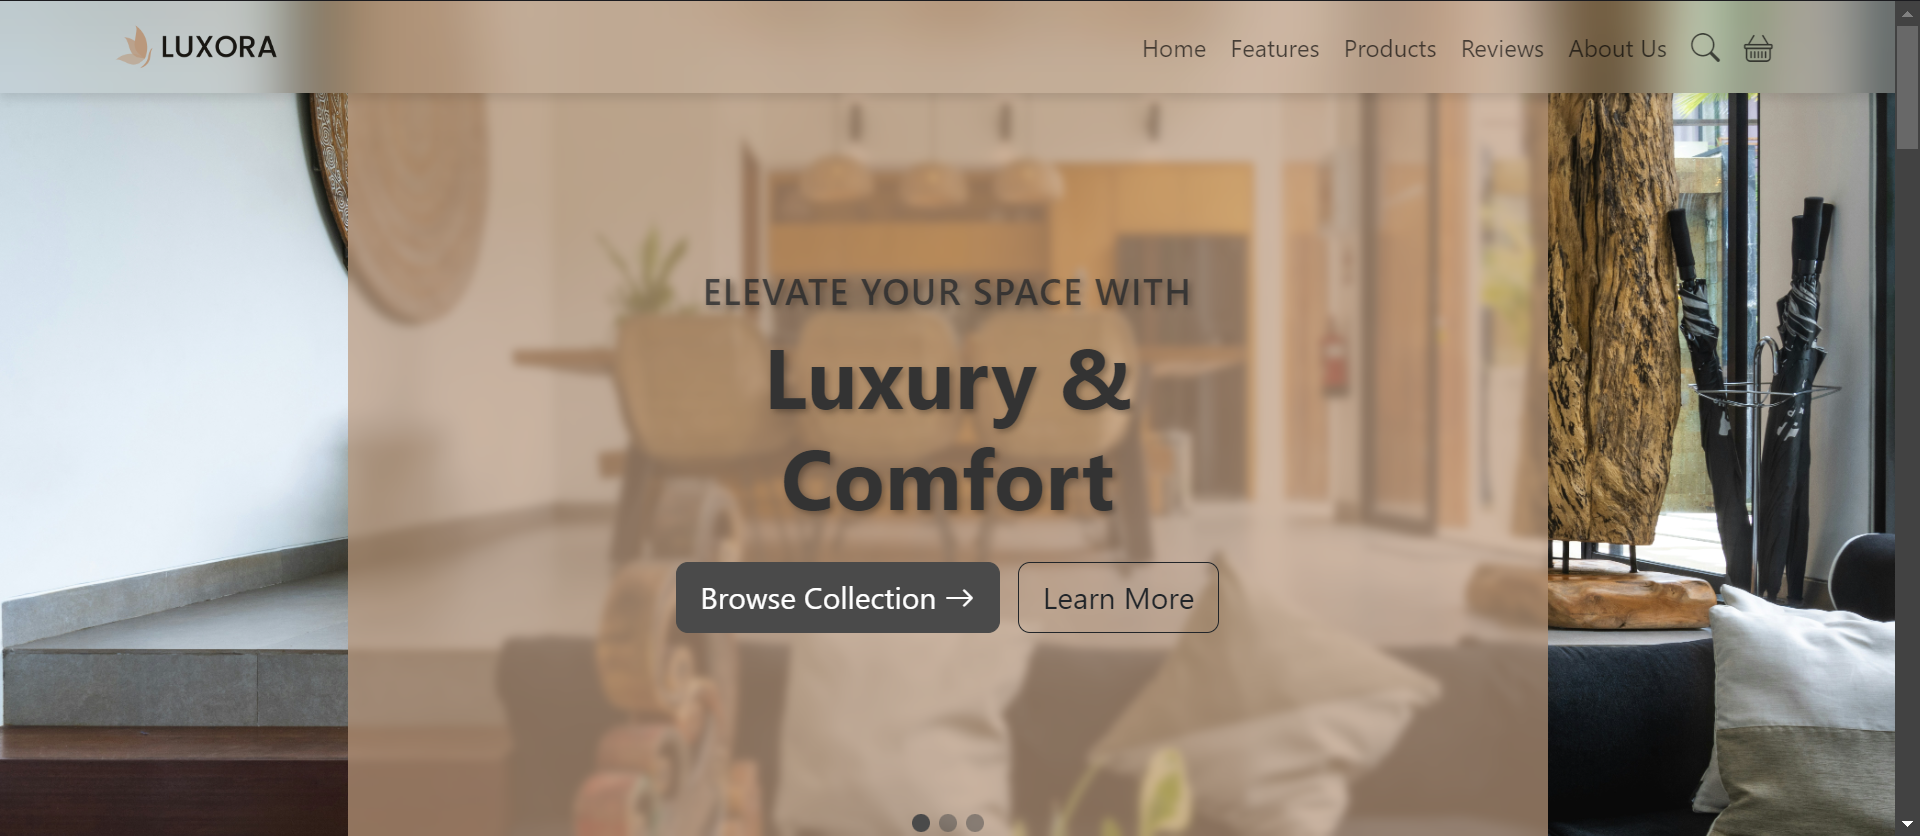 LUXORA
Home Features Products Reviews About Us
ELEVATE YOUR SPACE WITH
Luxury &
Comfort
Browse Collection →
Learn More